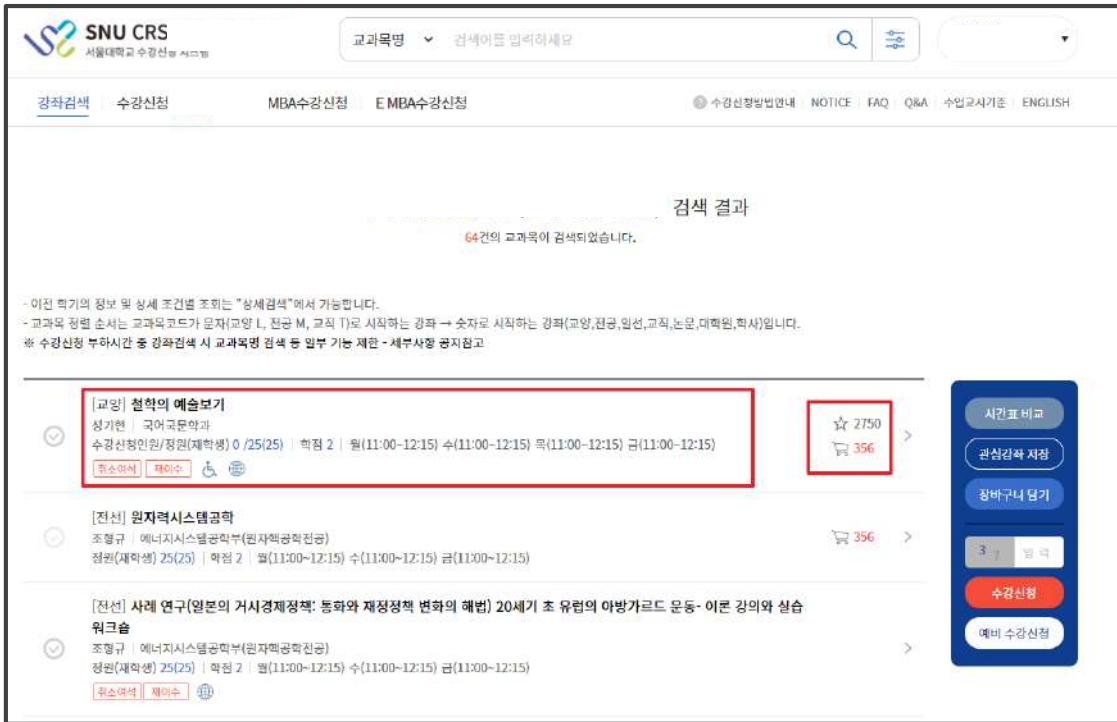 SNU CRS
서울대학교 수강신청 시스템
교과목명 검색어를 입력하세요
강좌검색 수강신청 MBA수강신청 E MBA수강신청 수강신청방법안내 NOTICE FAQ Q&A 수업교시기준 ENGLISH
검색 결과
64건의 교과목이 검색되었습니다.
- 이전 학기의 정보 및 상세 조건별 조회는 "상세검색"에서 가능합니다.
- 교과목 정렬 순서는 교과목코드가 문자(교양 L, 전공 M, 교직 T)로 시작하는 강좌 → 숫자로 시작하는 강좌(교양,전공,일선,교직,논문,대학원,학사)입니다.
※ 수강신청 부하시간 중 강좌검색 시 교과목명 검색 등 일부 기능 제한 - 세부사항 공지참고
[교양] 철학의 예술보기
성기현 국어국문학과
수강신청인원/정원(재학생) 0 /25(25) 학점 2 월(11:00~12:15) 수(11:00~12:15) 목(11:00~12:15) 금(11:00~12:15)
취소여석 재이수
2750
356
[전선] 원자력시스템공학
조형규 에너지시스템공학부(원자핵공학전공)
정원(재학생) 25(25) 학점 2 월(11:00~12:15) 수(11:00~12:15) 금(11:00~12:15)
356
[전선] 사례 연구(일본의 거시경제정책: 통화와 재정정책 변화의 해법) 20세기 초 유럽의 아방가르드 운동- 이론 강의와 실습
워크숍
조형규 에너지시스템공학부(원자핵공학전공)
정원(재학생) 25(25) 학점 2 월(11:00~12:15) 수(11:00~12:15) 금(11:00~12:15)
취소여석 재이수
시간표 비교
관심강좌 저장
장바구니 담기
3 7 입력
수강신청
예비 수강신청